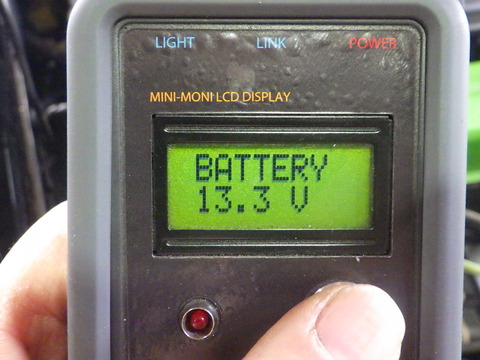 LIGHT LINK POWER
MINI-MONI LCD DISPLAY
BATTERY
13.3 V